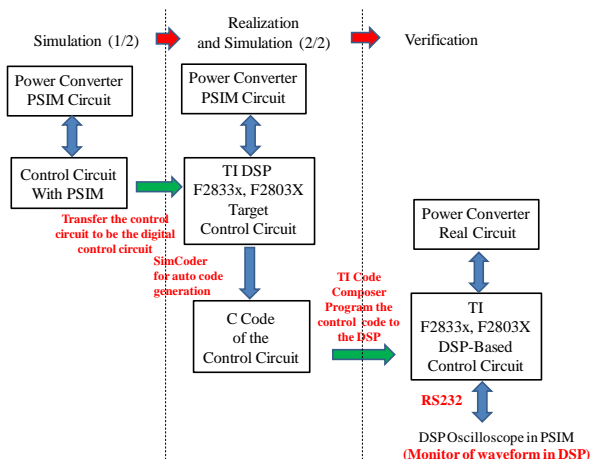 Simulation (1/2)
Realization
and Simulation (2/2)
Verification
Power Converter
PSIM Circuit
Control Circuit
With PSIM
Transfer the control
circuit to be the digital
control circuit
Power Converter
PSIM Circuit
TI DSP
F2833x, F2803X
Target
Control Circuit
SimCoder
for auto code
generation
C Code
of the
Control Circuit
TI Code
Composer
Program the
control code to
the DSP
Power Converter
Real Circuit
TI
F2833x, F2803X
DSP-Based
Control Circuit
RS232
DSP Oscilloscope in PSIM
(Monitor of waveform in DSP)